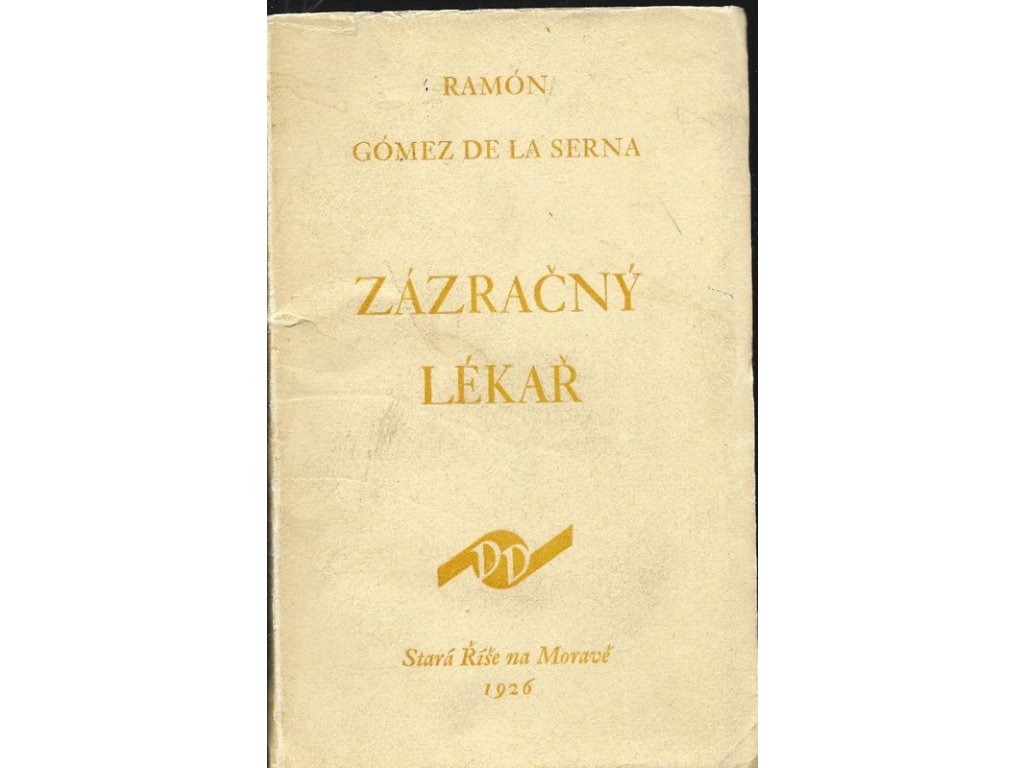 RAMÓN
GÓMEZ DE LA SERNA
ZÁZRAČNÝ
LÉKAŘ
DD
Stará Říše na Moravě
1926